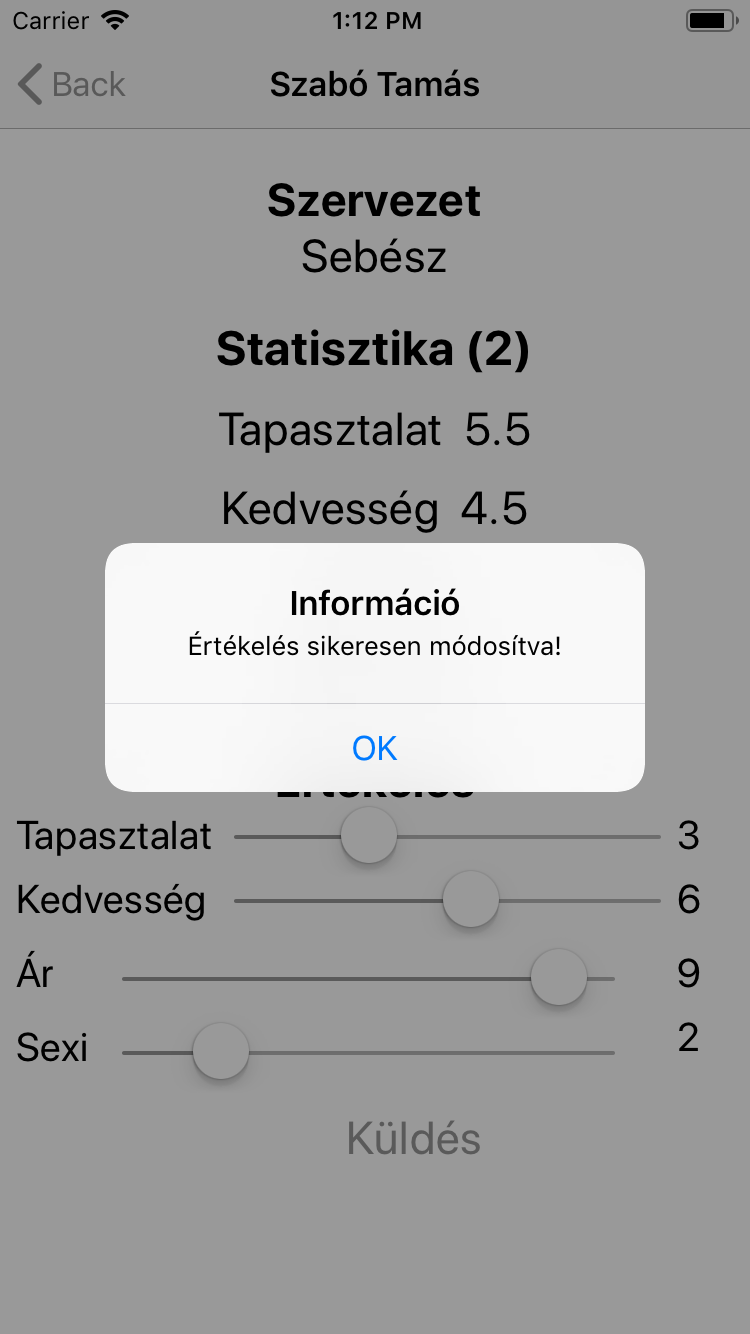 Carrier 1:12 PM
Back Szabó Tamás
Szervezet
Sebész
Statisztika (2)
Tapasztalat 5.5
Kedvesség 4.5
Információ
Értékelés sikeresen módosítva!
OK
Tapasztalat 3
Kedvesség 6
Ár 9
Sexi 2
Küldés